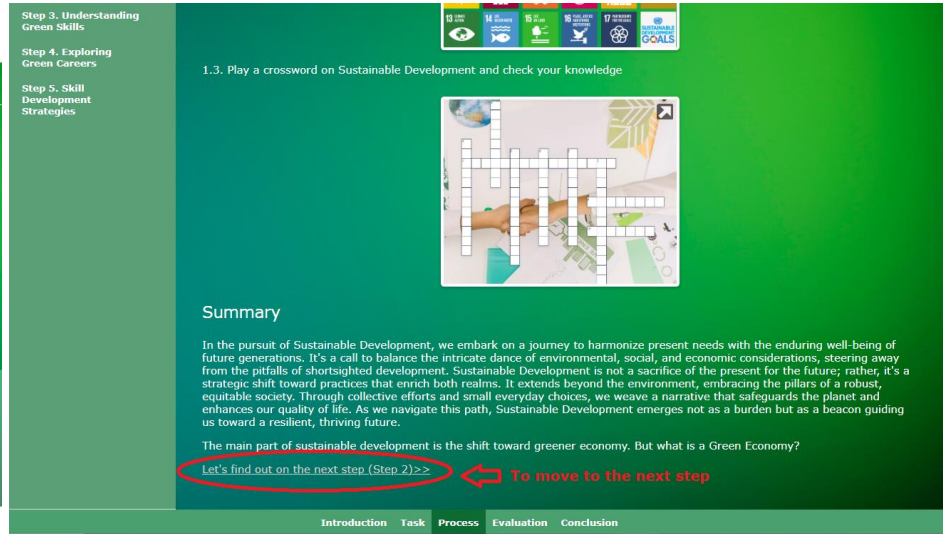 Step 3. Understanding
Green Skills
Step 4. Exploring
Green Careers
Step 5. Skill
Development
Strategies
13 CLIMATE ACTION
14 LIFE BELOW WATER
15 LIFE ON LAND
16 PEACE, JUSTICE AND STRONG INSTITUTIONS
17 PARTNERSHIPS FOR THE GOALS
SUSTAINABLE
DEVELOPMENT
GOALS
1.3. Play a crossword on Sustainable Development and check your knowledge
Summary
In the pursuit of Sustainable Development, we embark on a journey to harmonize present needs with the enduring well-being of
future generations. It's a call to balance the intricate dance of environmental, social, and economic considerations, steering away
from the pitfalls of shortsighted development. Sustainable Development is not a sacrifice of the present for the future; rather, it's a
strategic shift toward practices that enrich both realms. It extends beyond the environment, embracing the pillars of a robust,
equitable society. Through collective efforts and small everyday choices, we weave a narrative that safeguards the planet and
enhances our quality of life. As we navigate this path, Sustainable Development emerges not as a burden but as a beacon guiding
us toward a resilient, thriving future.
The main part of sustainable development is the shift toward greener economy. But what is a Green Economy?
Let's find out on the next step (Step 2)>>
To move to the next step
Introduction Task Process Evaluation Conclusion